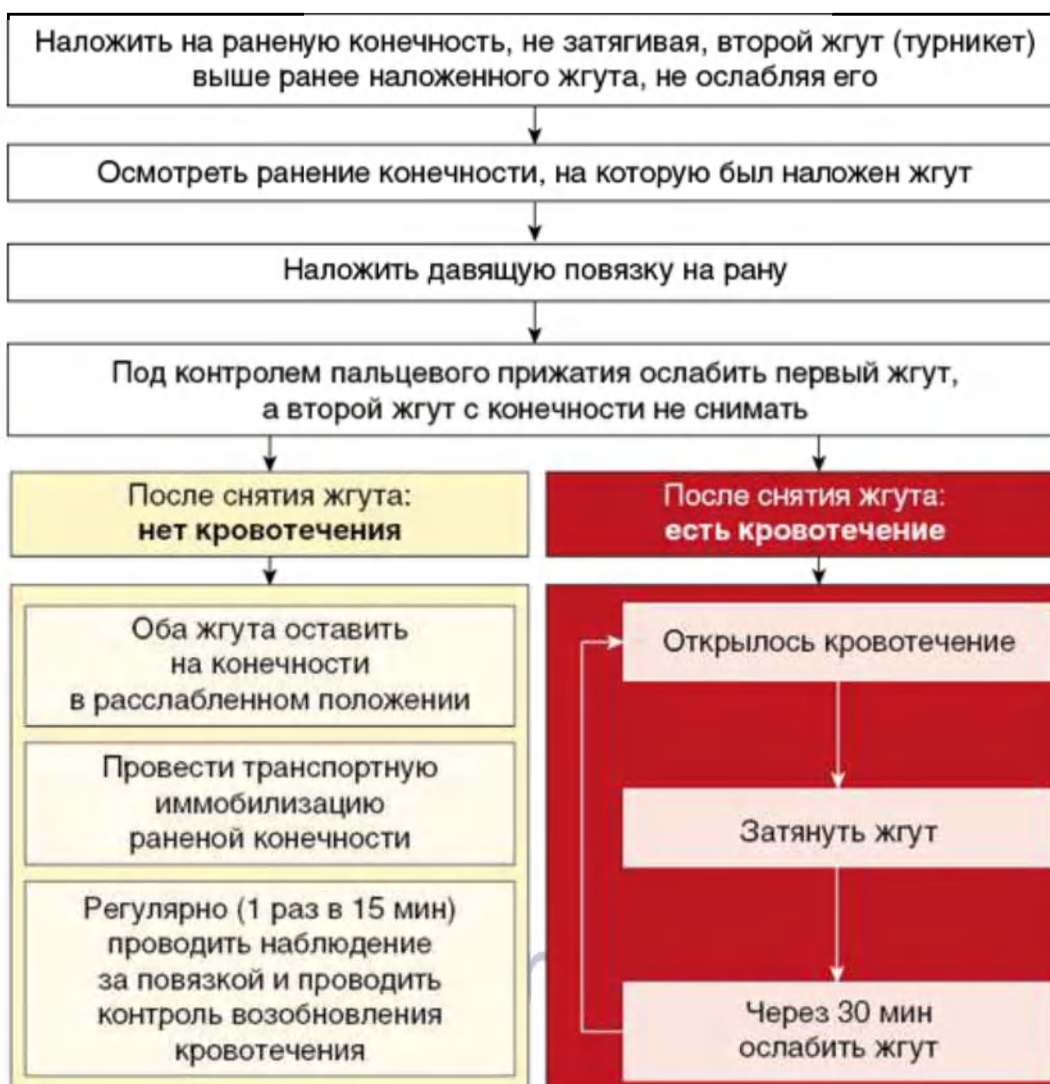 Наложить на раненую конечность, не затягивая, второй жгут (турникет)
выше ранее наложенного жгута, не ослабляя его
Осмотреть ранение конечности, на которую был наложен жгут
Наложить давящую повязку на рану
Под контролем пальцевого прижатия ослабить первый жгут,
а второй жгут с конечности не снимать
После снятия жгута:
нет кровотечения
Оба жгута оставить
на конечности
в расслабленном положении
Провести транспортную
иммобилизацию
раненой конечности
Регулярно (1 раз в 15 мин)
проводить наблюдение
за повязкой и проводить
контроль возобновления
кровотечения
После снятия жгута:
есть кровотечение
Открылось кровотечение
Затянуть жгут
Через 30 мин
ослабить жгут